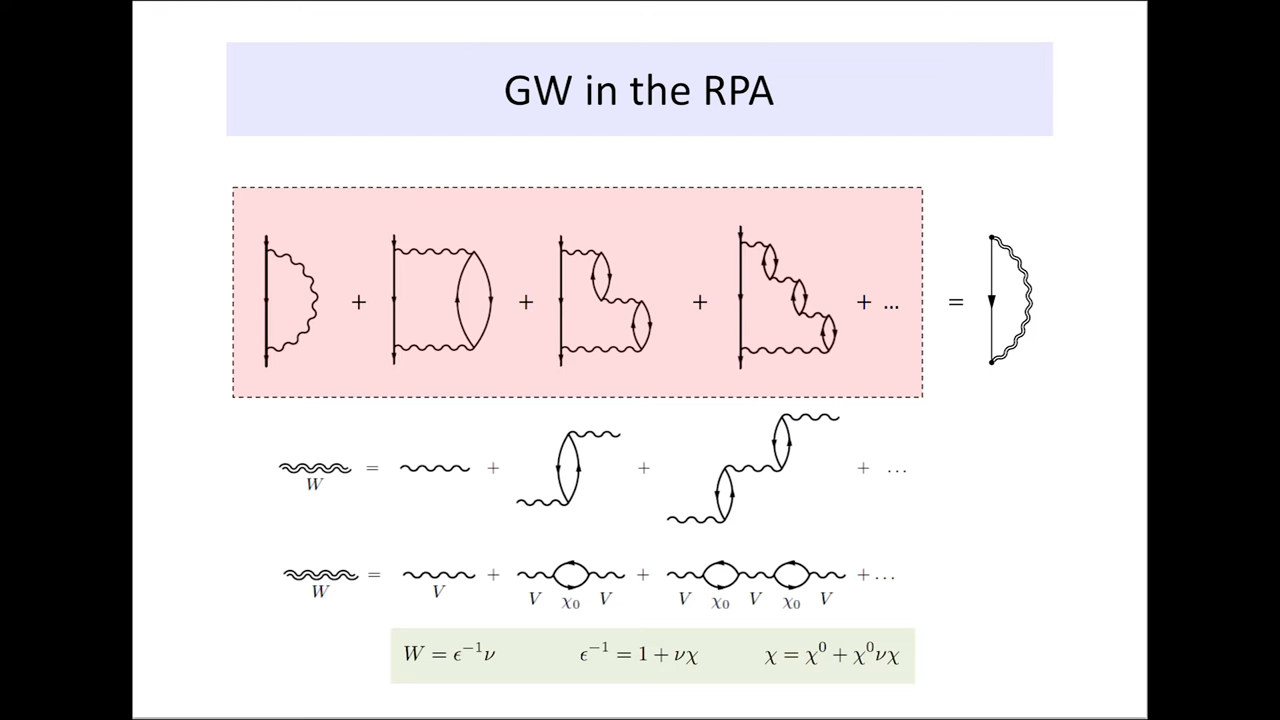 GW in the RPA
+ + + + ... =
W = + + + ...
W = V + V χ₀ V + V χ₀ V χ₀ V + ...
W = ϵ⁻¹ν ϵ⁻¹ = 1 + νχ χ = χ⁰ + χ⁰νχ